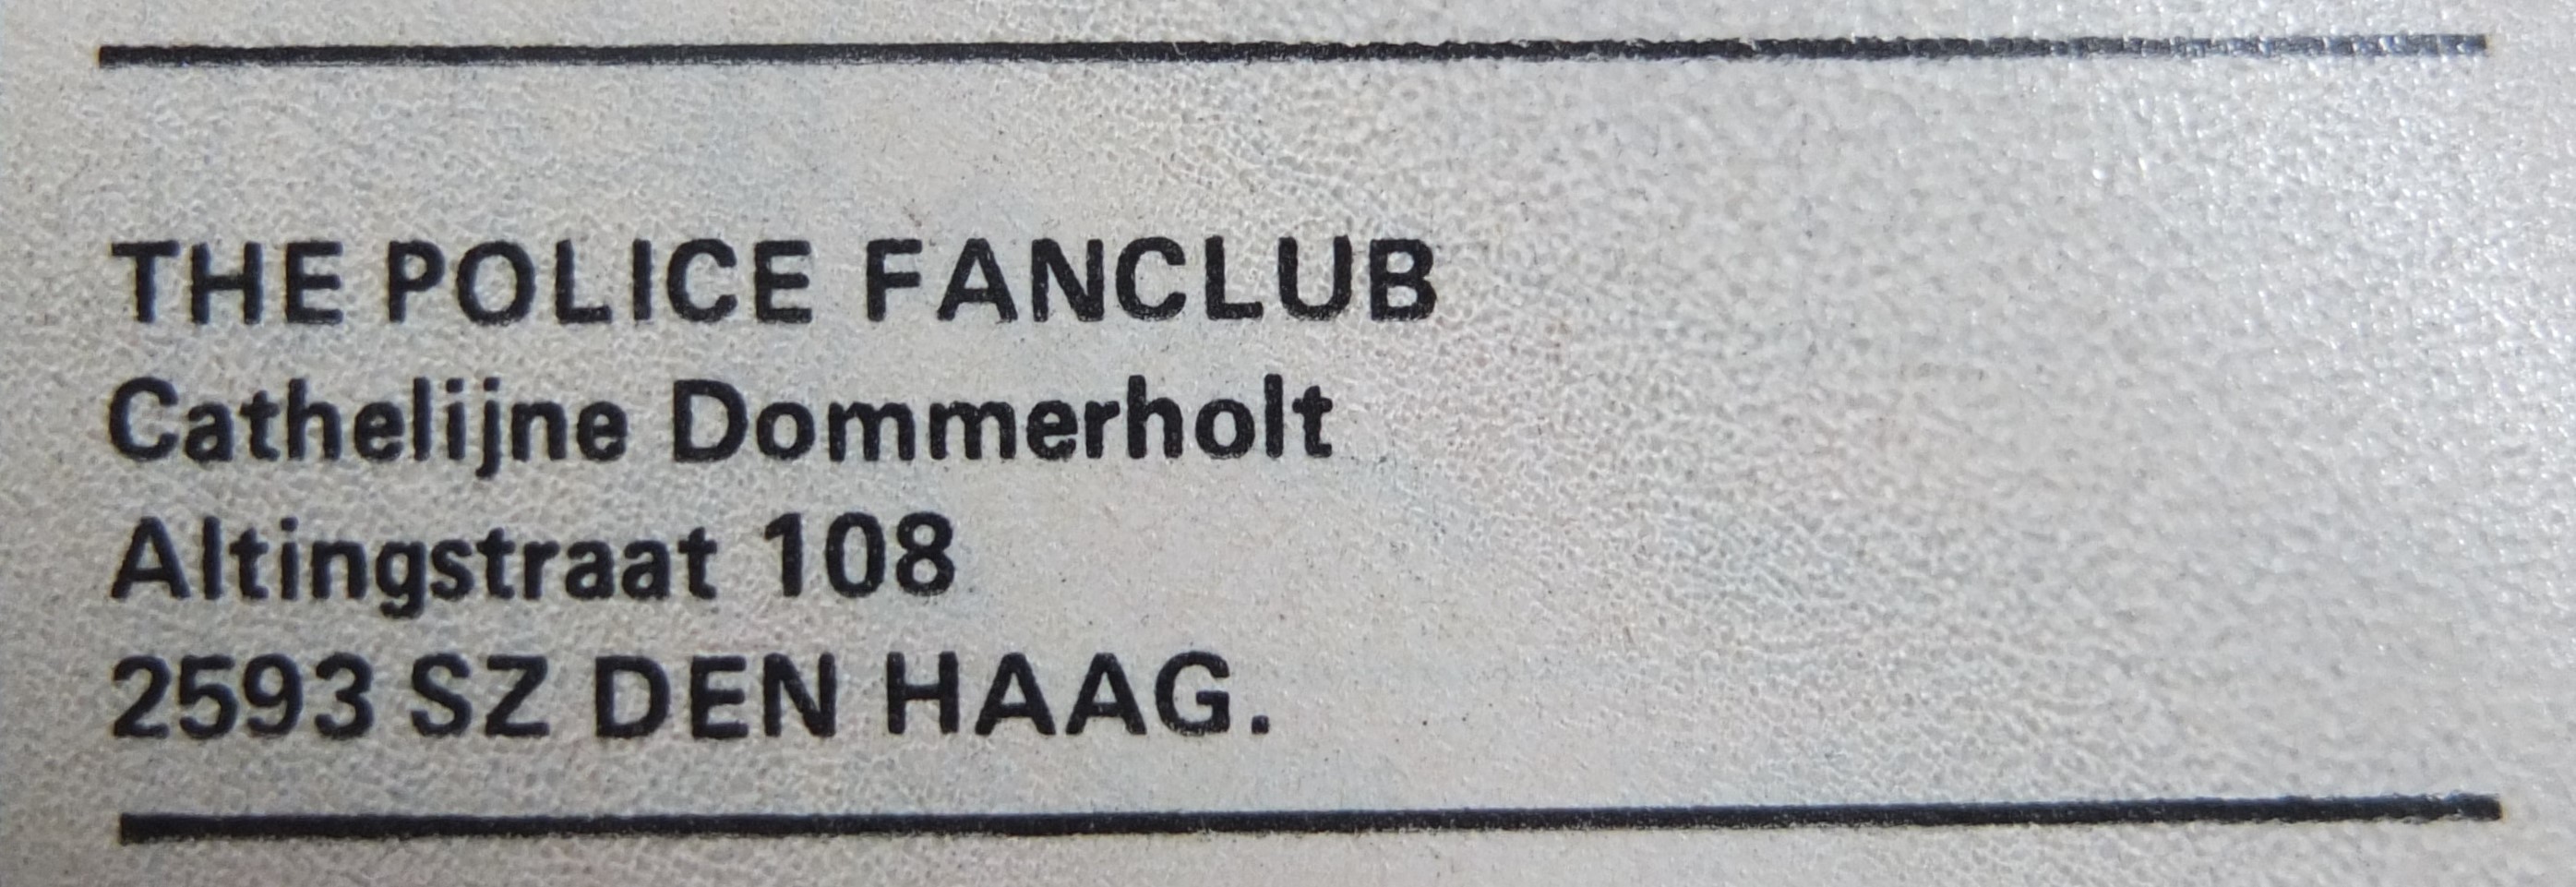 THE POLICE FANCLUB
Cathelijne Dommerholt
Altingstraat 108
2593 SZ DEN HAAG.